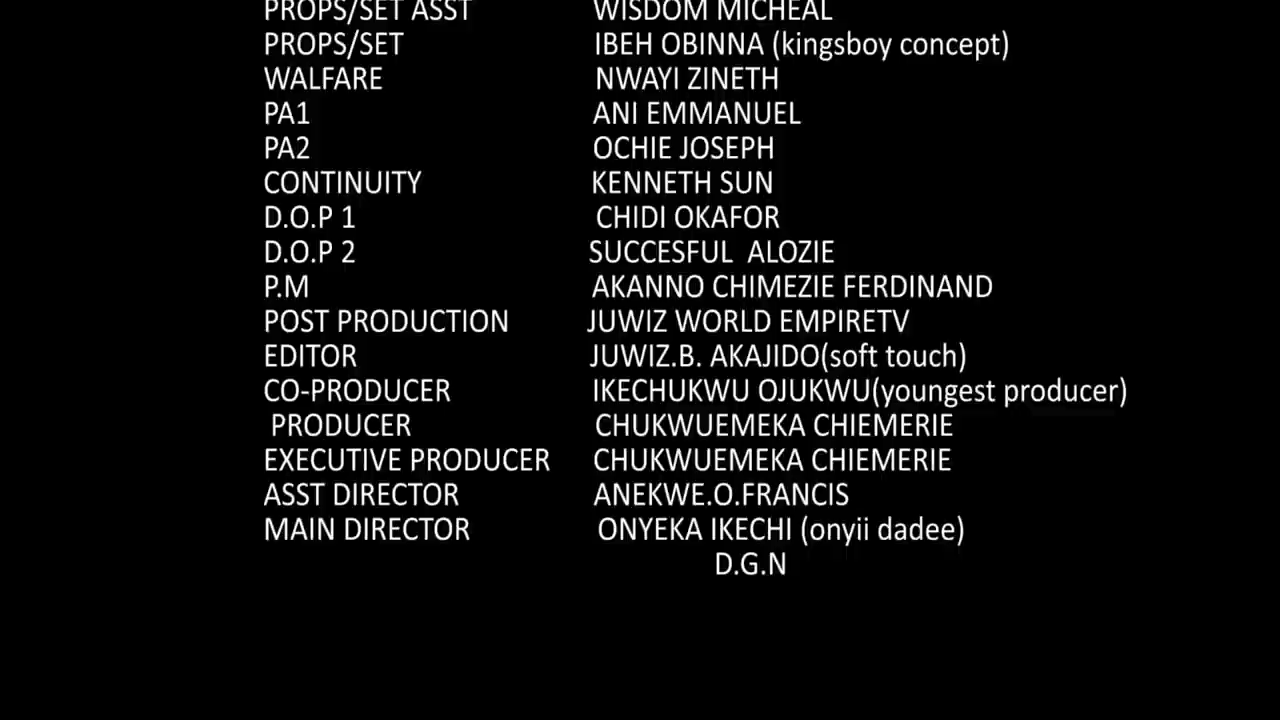 PROPS/SET ASST WISDOM MICHEAL
PROPS/SET IBEH OBINNA (kingsboy concept)
WALFARE NWAYI ZINETH
PA1 ANI EMMANUEL
PA2 OCHIE JOSEPH
CONTINUITY KENNETH SUN
D.O.P 1 CHIDI OKAFOR
D.O.P 2 SUCCESFUL ALOZIE
P.M AKANNO CHIMEZIE FERDINAND
POST PRODUCTION JUWIZ WORLD EMPIRETV
EDITOR JUWIZ.B. AKAJIDO(soft touch)
CO-PRODUCER IKECHUKWU OJUKWU(youngest producer)
PRODUCER CHUKWUEMEKA CHIEMERIE
EXECUTIVE PRODUCER CHUKWUEMEKA CHIEMERIE
ASST DIRECTOR ANEKWE.O.FRANCIS
MAIN DIRECTOR ONYEKA IKECHI (onyii dadee)
D.G.N